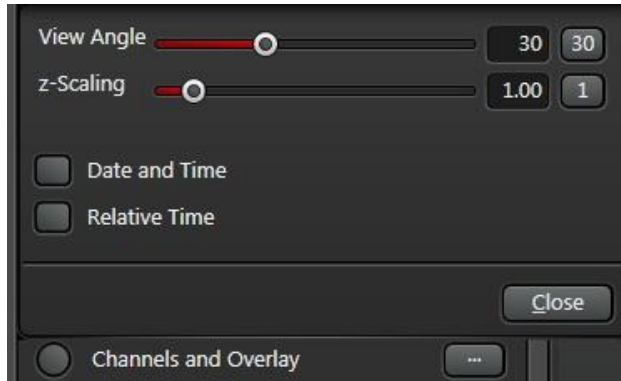 View Angle 30 30
z-Scaling 1.00 1
Date and Time
Relative Time
Close
Channels and Overlay ...